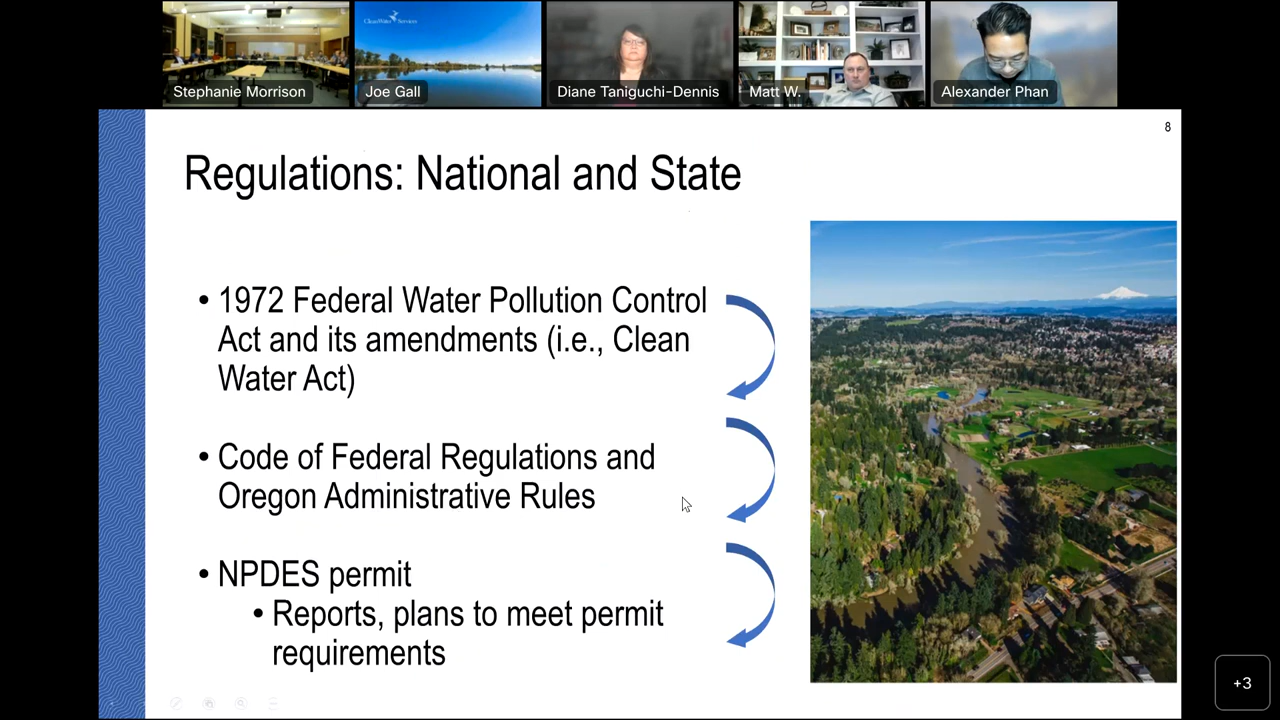 CleanWater Services
Stephanie Morrison
Joe Gall
Diane Taniguchi-Dennis
Matt W.
Alexander Phan
8
Regulations: National and State
• 1972 Federal Water Pollution Control
Act and its amendments (i.e., Clean
Water Act)
• Code of Federal Regulations and
Oregon Administrative Rules
• NPDES permit
• Reports, plans to meet permit
requirements
+3